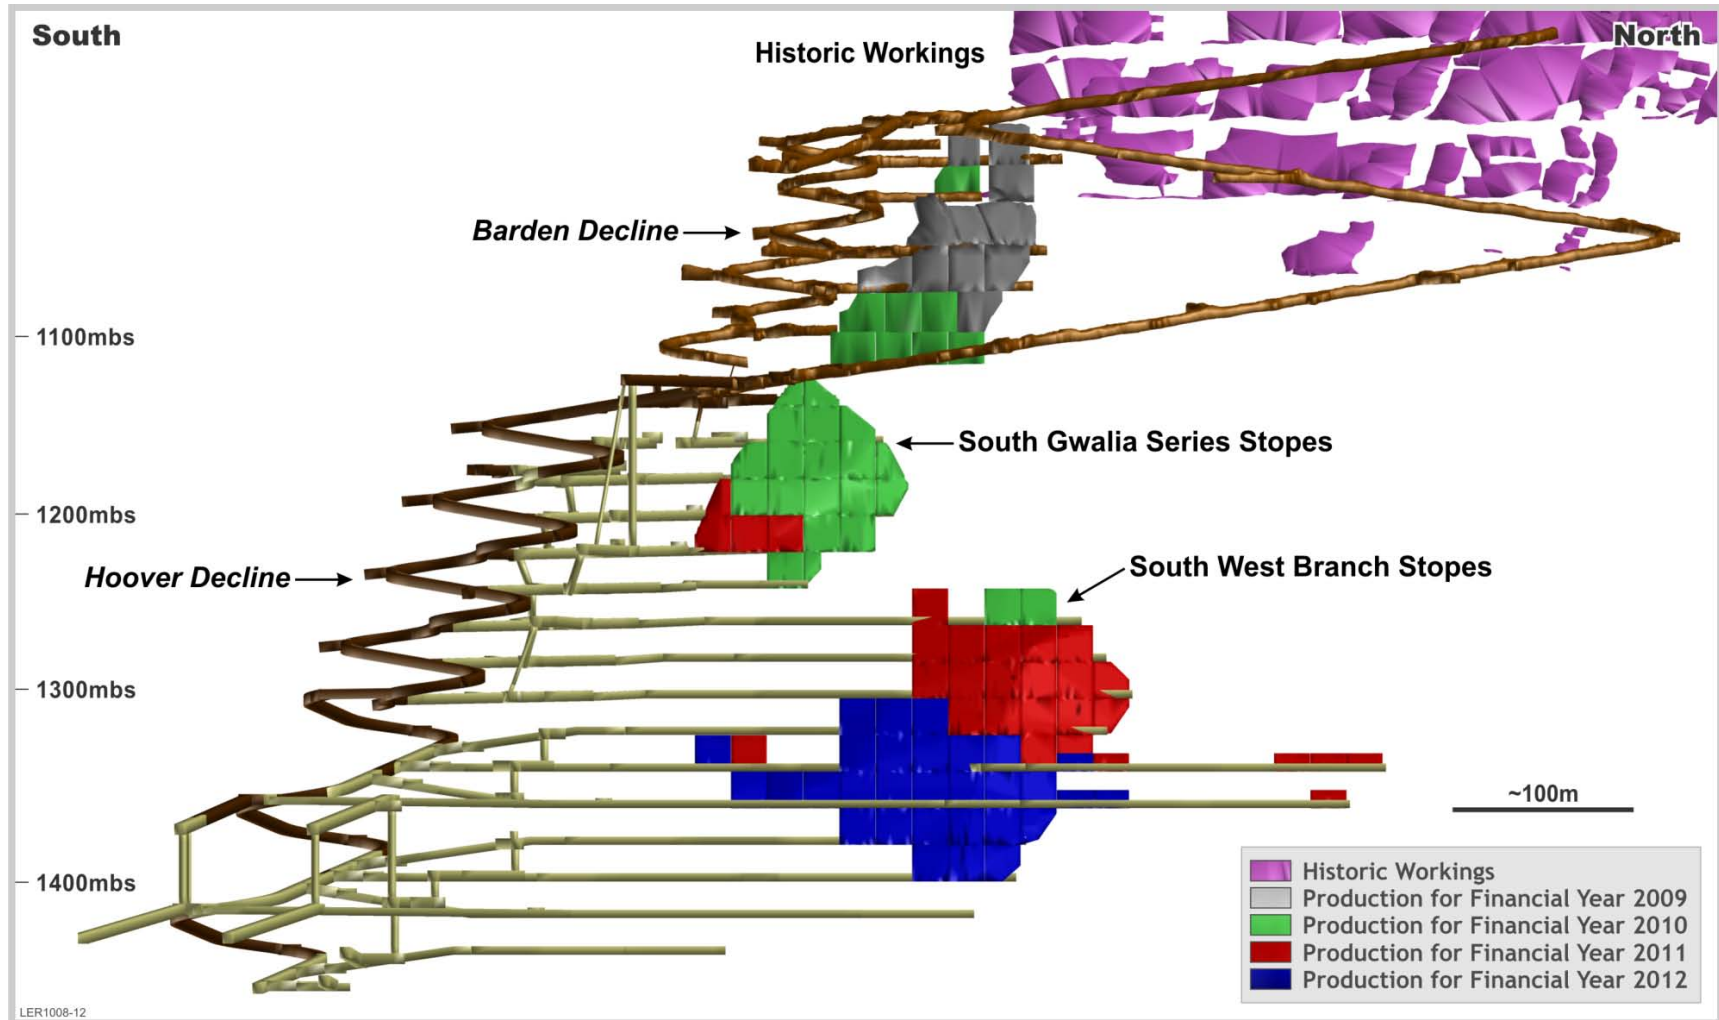 South
North
Historic Workings
Barden Decline
1100mbs
South Gwalia Series Stopes
1200mbs
Hoover Decline
South West Branch Stopes
1300mbs
~100m
1400mbs
Historic Workings
Production for Financial Year 2009
Production for Financial Year 2010
Production for Financial Year 2011
Production for Financial Year 2012
LER1008-12